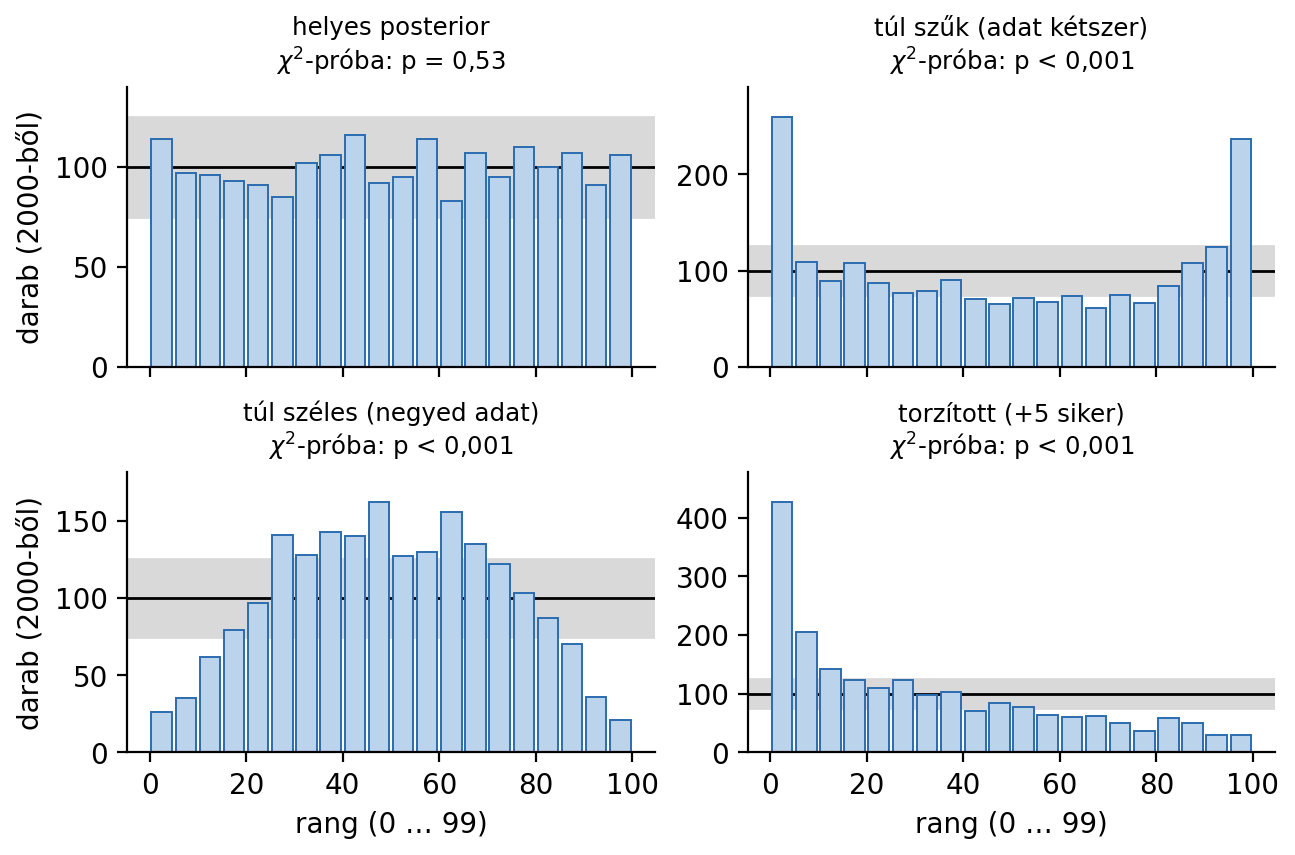 helyes posterior
χ²-próba: p = 0,53
darab (2000-ből)
100
50
0
túl szűk (adat kétszer)
χ²-próba: p < 0,001
200
100
0
túl széles (negyed adat)
χ²-próba: p < 0,001
darab (2000-ből)
150
100
50
0
0 20 40 60 80 100
rang (0 ... 99)
torzított (+5 siker)
χ²-próba: p < 0,001
400
300
200
100
0
0 20 40 60 80 100
rang (0 ... 99)